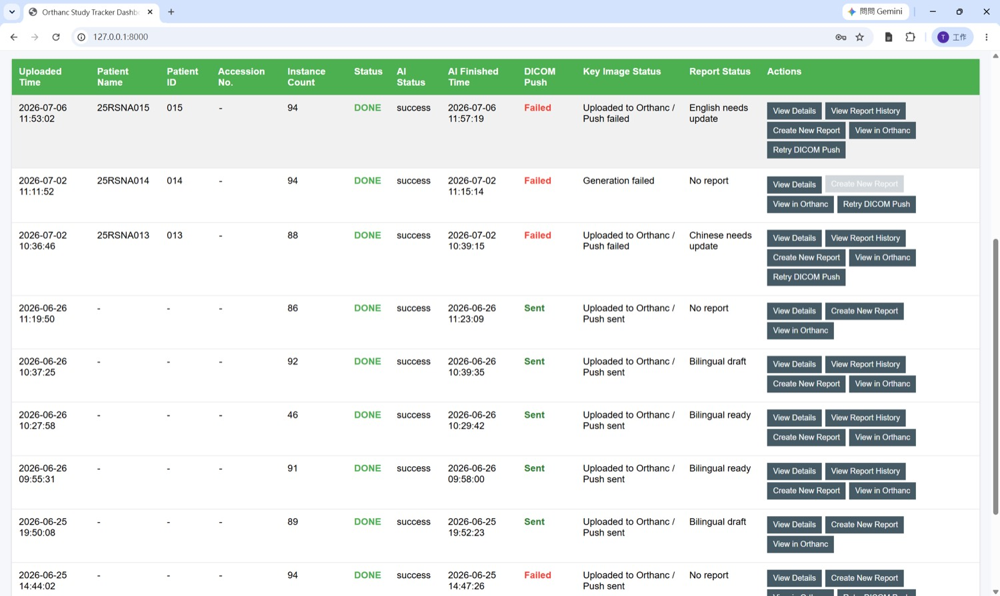 Orthanc Study Tracker Dashb
問問 Gemini
127.0.0.1:8000
T 工作
Uploaded Time Patient Name Patient ID Accession No. Instance Count Status AI Status AI Finished Time DICOM Push Key Image Status Report Status Actions
2026-07-06 11:53:02 25RSNA015 015 - 94 DONE success 2026-07-06 11:57:19 Failed Uploaded to Orthanc / Push failed English needs update
View Details View Report History
Create New Report View in Orthanc
Retry DICOM Push
2026-07-02 11:11:52 25RSNA014 014 - 94 DONE success 2026-07-02 11:15:14 Failed Generation failed No report
View Details Create New Report
View in Orthanc Retry DICOM Push
2026-07-02 10:36:46 25RSNA013 013 - 88 DONE success 2026-07-02 10:39:15 Failed Uploaded to Orthanc / Push failed Chinese needs update
View Details View Report History
Create New Report View in Orthanc
Retry DICOM Push
2026-06-26 11:19:50 - - - 86 DONE success 2026-06-26 11:23:09 Sent Uploaded to Orthanc / Push sent No report
View Details Create New Report
View in Orthanc
2026-06-26 10:37:25 - - - 92 DONE success 2026-06-26 10:39:35 Sent Uploaded to Orthanc / Push sent Bilingual draft
View Details View Report History
Create New Report View in Orthanc
2026-06-26 10:27:58 - - - 46 DONE success 2026-06-26 10:29:42 Sent Uploaded to Orthanc / Push sent Bilingual ready
View Details View Report History
Create New Report View in Orthanc
2026-06-26 09:55:31 - - - 91 DONE success 2026-06-26 09:58:00 Sent Uploaded to Orthanc / Push sent Bilingual ready
View Details View Report History
Create New Report View in Orthanc
2026-06-25 19:50:08 - - - 89 DONE success 2026-06-25 19:52:23 Sent Uploaded to Orthanc / Push sent Bilingual draft
View Details Create New Report
View in Orthanc
2026-06-25 14:44:02 - - - 94 DONE success 2026-06-25 14:47:26 Failed Uploaded to Orthanc / Push sent No report
View Details Create New Report